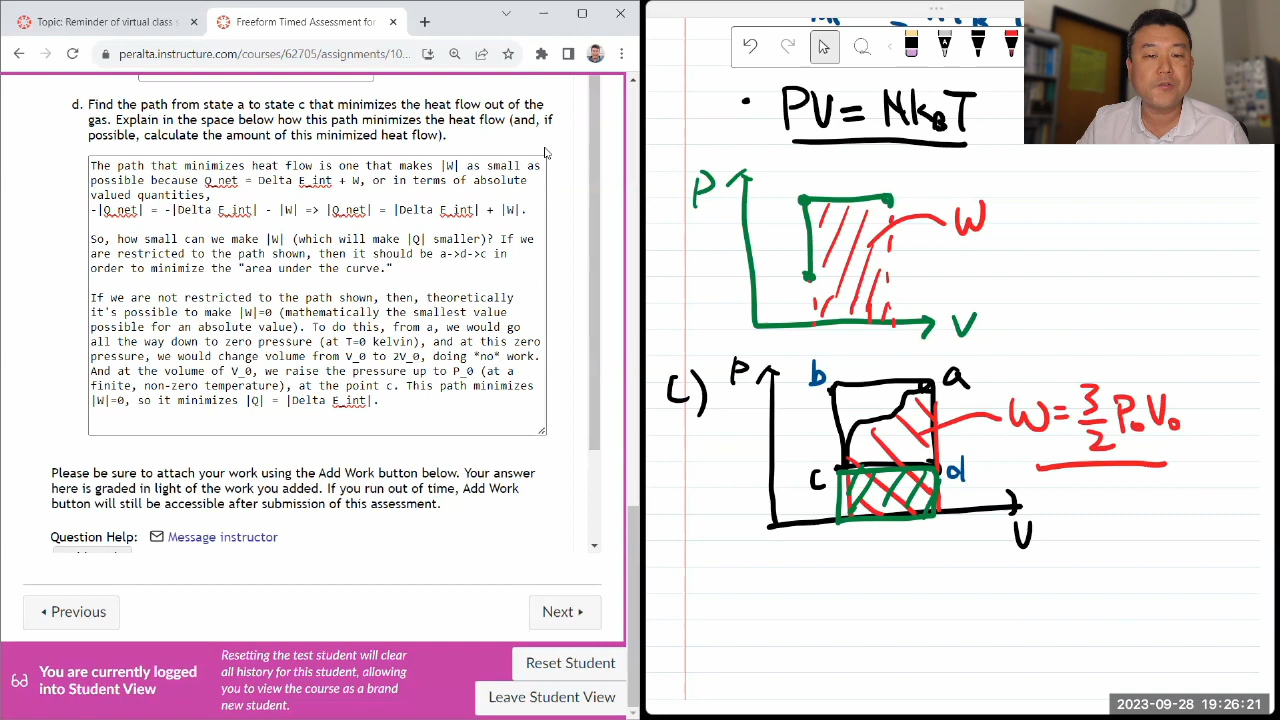 Topic: Reminder of virtual class s
Freeform Timed Assessment for
peralta.instructure.com/courses/62705/assignments/10...
d. Find the path from state a to state c that minimizes the heat flow out of the
gas. Explain in the space below how this path minimizes the heat flow (and, if
possible, calculate the amount of this minimized heat flow).
The path that minimizes heat flow is one that makes |W| as small as
possible because Q_net = Delta E_int + W, or in terms of absolute
valued quantities,
-|Q_net| = -|Delta E_int| - |W| => |Q_net| = |Delta E_int| + |W|.
So, how small can we make |W| (which will make |Q| smaller)? If we
are restricted to the path shown, then it should be a->d->c in
order to minimize the "area under the curve."
If we are not restricted to the path shown, then, theoretically
it's possible to make |W|=0 (mathematically the smallest value
possible for an absolute value). To do this, from a, we would go
all the way down to zero pressure (at T=0 kelvin), and at this zero
pressure, we would change volume from V_0 to 2V_0, doing *no* work.
And at the volume of V_0, we raise the pressure up to P_0 (at a
finite, non-zero temperature), at the point c. This path minimizes
|W|=0, so it minimizes |Q| = |Delta E_int|.
Please be sure to attach your work using the Add Work button below. Your answer
here is graded in light of the work you added. If you run out of time, Add Work
button will still be accessible after submission of this assessment.
Question Help: Message instructor
Previous
Next
You are currently logged
into Student View
Resetting the test student will clear
all history for this student, allowing
you to view the course as a brand
new student.
Reset Student
Leave Student View
PV = NkBT
P
W
V
C)
P
b
a
W = 3/2 P₀V₀
c
d
V
2023-09-28 19:26:21